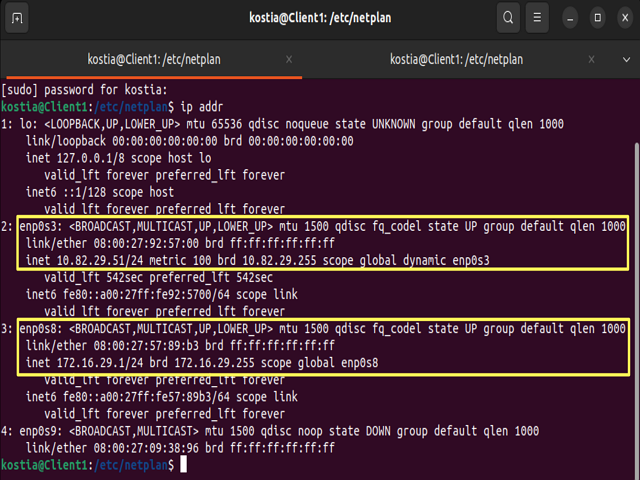 kostia@Client1: /etc/netplan
kostia@Client1: /etc/netplan
kostia@Client1: /etc/netplan
[sudo] password for kostia:
kostia@Client1:/etc/netplan$ ip addr
1: lo: <LOOPBACK,UP,LOWER_UP> mtu 65536 qdisc noqueue state UNKNOWN group default qlen 1000
link/loopback 00:00:00:00:00:00 brd 00:00:00:00:00:00
inet 127.0.0.1/8 scope host lo
valid_lft forever preferred_lft forever
inet6 ::1/128 scope host
valid_lft forever preferred_lft forever
2: enp0s3: <BROADCAST,MULTICAST,UP,LOWER_UP> mtu 1500 qdisc fq_codel state UP group default qlen 1000
link/ether 08:00:27:92:57:00 brd ff:ff:ff:ff:ff:ff
inet 10.82.29.51/24 metric 100 brd 10.82.29.255 scope global dynamic enp0s3
valid_lft 542sec preferred_lft 542sec
inet6 fe80::a00:27ff:fe92:5700/64 scope link
valid_lft forever preferred_lft forever
3: enp0s8: <BROADCAST,MULTICAST,UP,LOWER_UP> mtu 1500 qdisc fq_codel state UP group default qlen 1000
link/ether 08:00:27:57:89:b3 brd ff:ff:ff:ff:ff:ff
inet 172.16.29.1/24 brd 172.16.29.255 scope global enp0s8
valid_lft forever preferred_lft forever
inet6 fe80::a00:27ff:fe57:89b3/64 scope link
valid_lft forever preferred_lft forever
4: enp0s9: <BROADCAST,MULTICAST> mtu 1500 qdisc noop state DOWN group default qlen 1000
link/ether 08:00:27:09:38:96 brd ff:ff:ff:ff:ff:ff
kostia@Client1:/etc/netplan$